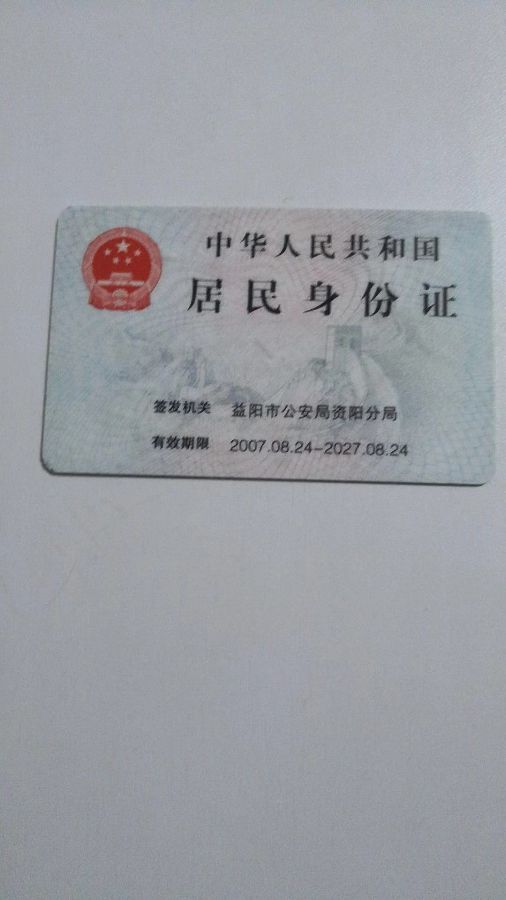 中华人民共和国
居民身份证
签发机关 益阳市公安局资阳分局
有效期限 2007.08.24-2027.08.24